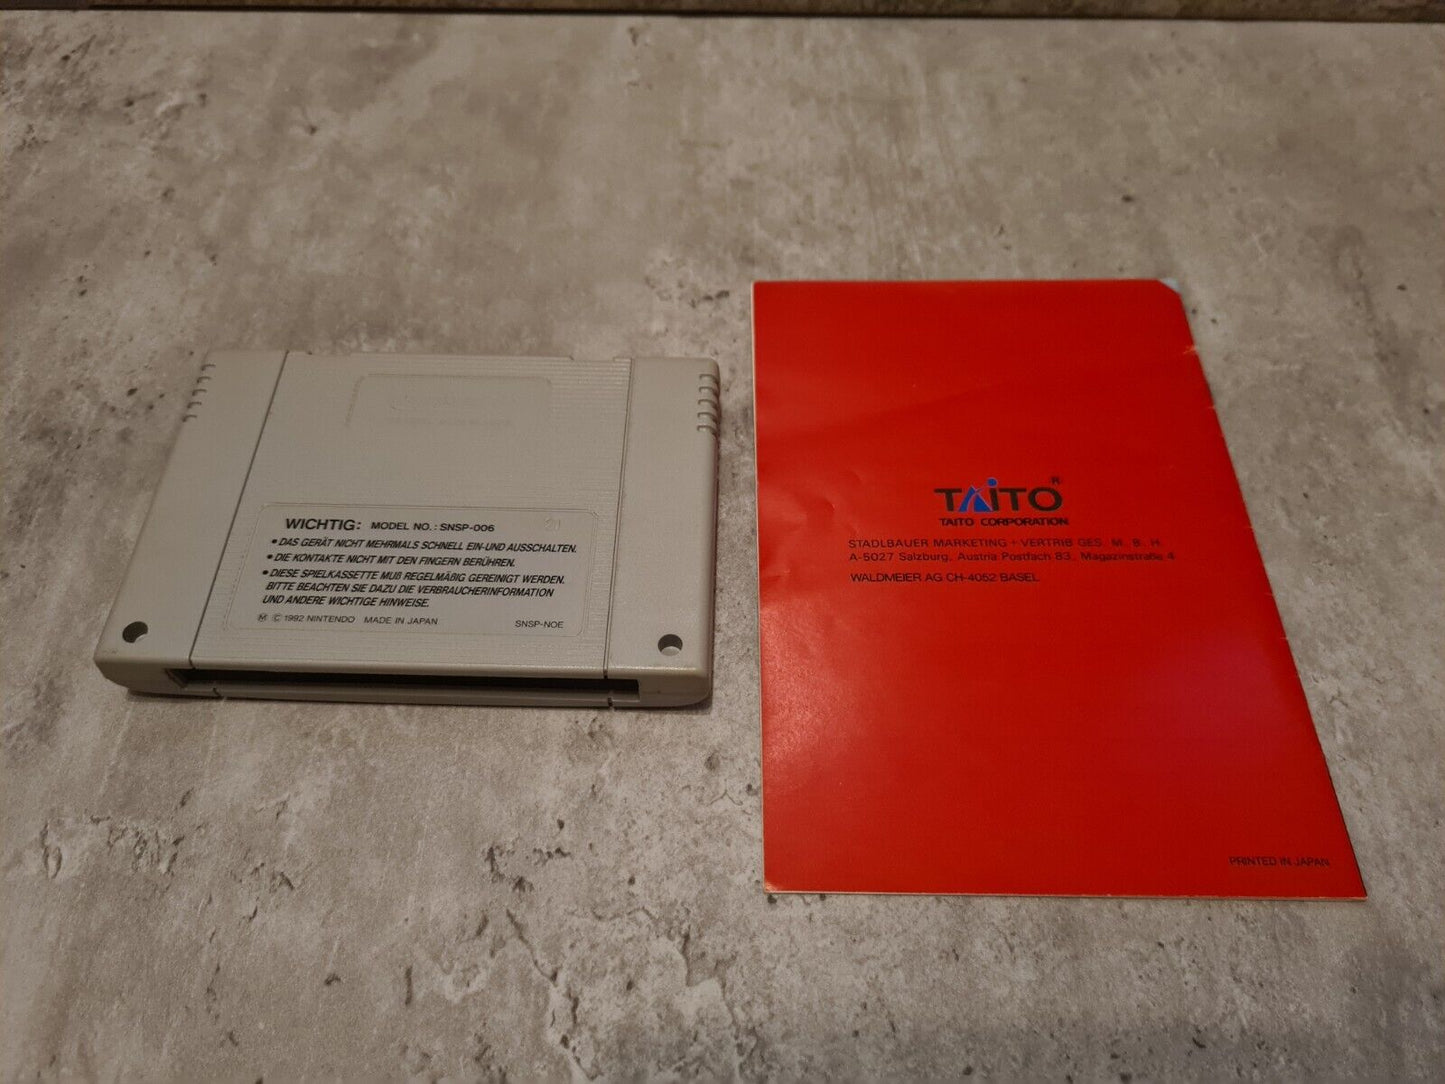 WICHTIG: MODEL NO.: SNSP-006
• DAS GERÄT NICHT MEHRMALS SCHNELL EIN-UND AUSSCHALTEN.
• DIE KONTAKTE NICHT MIT DEN FINGERN BERÜHREN.
• DIESE SPIELKASSETTE MUß REGELMÄßIG GEREINIGT WERDEN.
BITTE BEACHTEN SIE DAZU DIE VERBRAUCHERINFORMATION
UND ANDERE WICHTIGE HINWEISE.
Ⓜ © 1992 NINTENDO MADE IN JAPAN SNSP-NOE
TAITO R
TAITO CORPORATION
STADLBAUER MARKETING + VERTRIB GES. M. B. H.
A-5027 Salzburg, Austria Postfach 83, Magazinstraße 4
WALDMEIER AG CH-4052 BASEL
PRINTED IN JAPAN